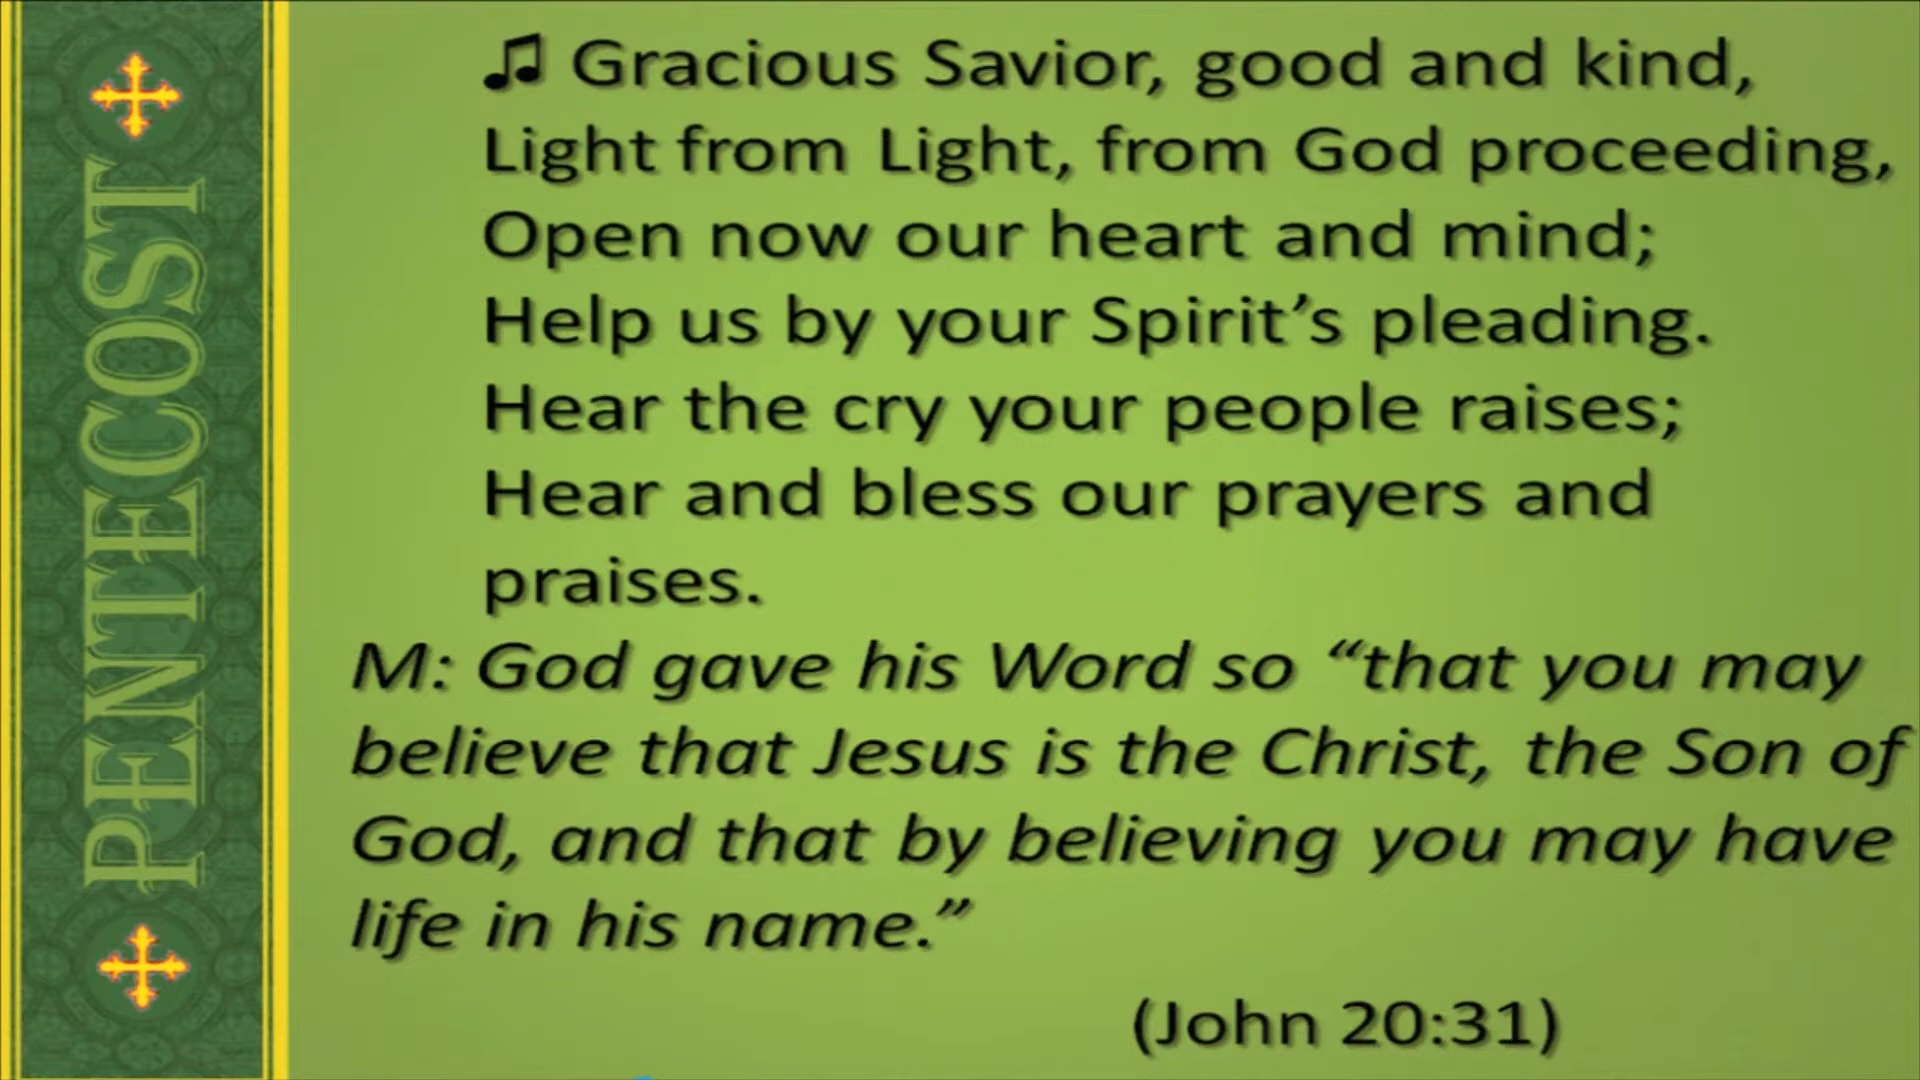 PENTECOST
♫ Gracious Savior, good and kind,
Light from Light, from God proceeding,
Open now our heart and mind;
Help us by your Spirit’s pleading.
Hear the cry your people raises;
Hear and bless our prayers and
praises.
M: God gave his Word so “that you may
believe that Jesus is the Christ, the Son of
God, and that by believing you may have
life in his name.”
(John 20:31)